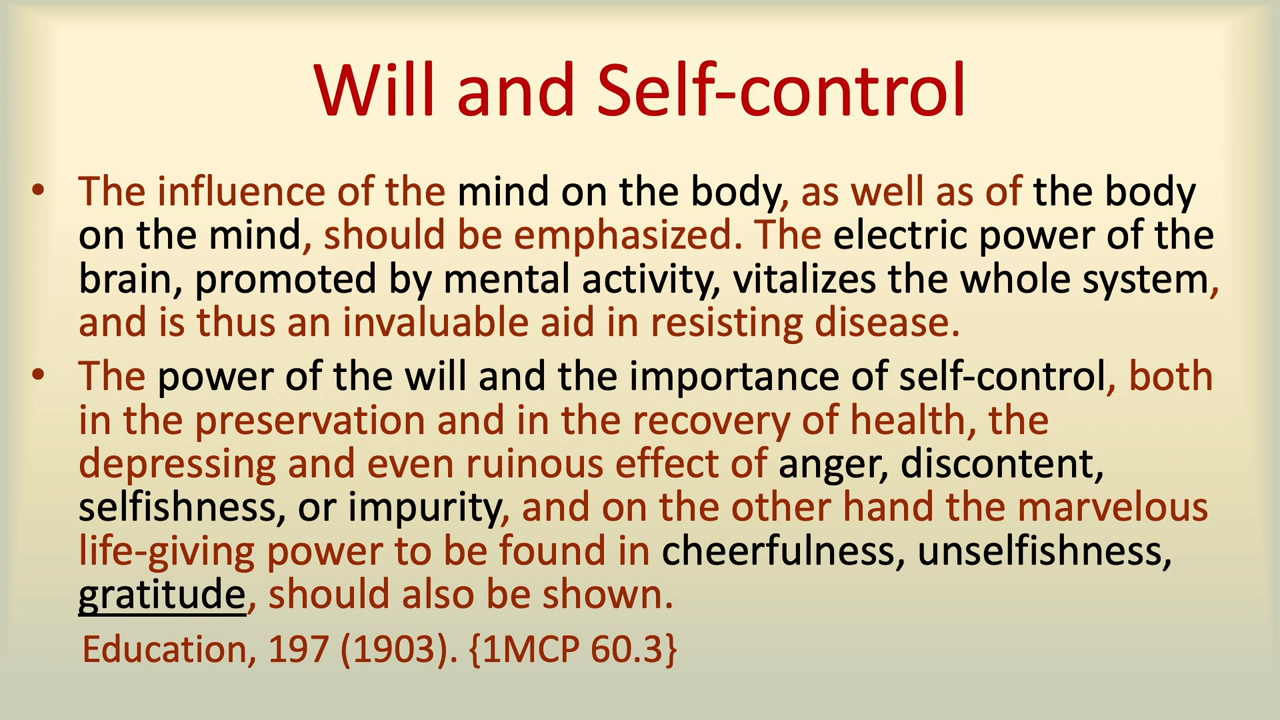 Will and Self-control
• The influence of the mind on the body, as well as of the body
on the mind, should be emphasized. The electric power of the
brain, promoted by mental activity, vitalizes the whole system,
and is thus an invaluable aid in resisting disease.
• The power of the will and the importance of self-control, both
in the preservation and in the recovery of health, the
depressing and even ruinous effect of anger, discontent,
selfishness, or impurity, and on the other hand the marvelous
life-giving power to be found in cheerfulness, unselfishness,
gratitude, should also be shown.
Education, 197 (1903). {1MCP 60.3}